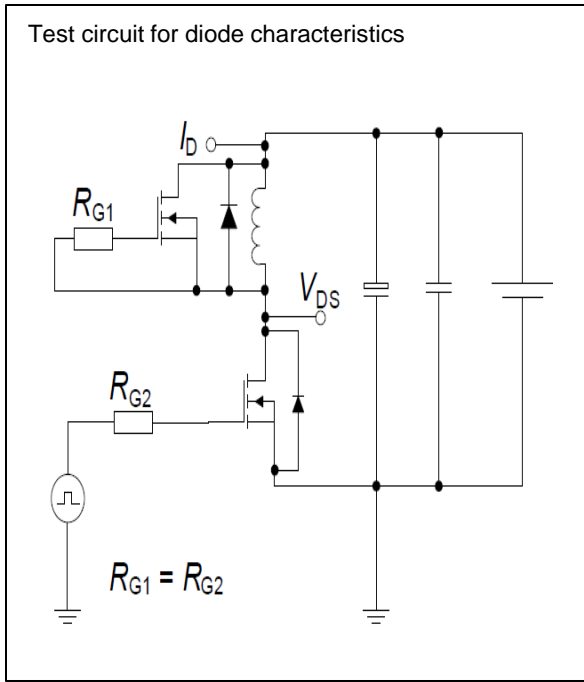 Test circuit for diode characteristics
I_D
R_G1
V_DS
R_G2
R_G1 = R_G2